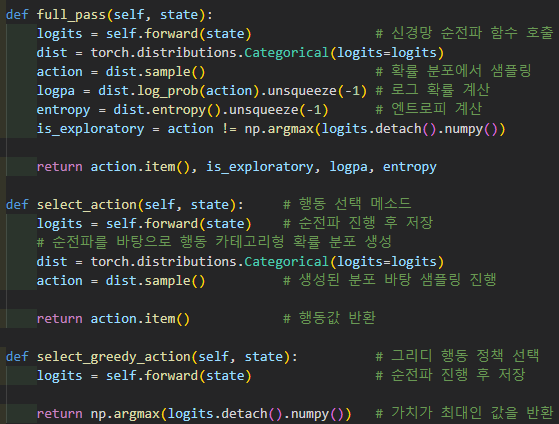 def full_pass(self, state):
    logits = self.forward(state)                # 신경망 순전파 함수 호출
    dist = torch.distributions.Categorical(logits=logits)
    action = dist.sample()                      # 확률 분포에서 샘플링
    logpa = dist.log_prob(action).unsqueeze(-1) # 로그 확률 계산
    entropy = dist.entropy().unsqueeze(-1)      # 엔트로피 계산
    is_exploratory = action != np.argmax(logits.detach().numpy())

    return action.item(), is_exploratory, logpa, entropy

def select_action(self, state):     # 행동 선택 메소드
    logits = self.forward(state)    # 순전파 진행 후 저장
    # 순전파를 바탕으로 행동 카테고리형 확률 분포 생성
    dist = torch.distributions.Categorical(logits=logits)
    action = dist.sample()          # 생성된 분포 바탕 샘플링 진행

    return action.item()            # 행동값 반환

def select_greedy_action(self, state):          # 그리디 행동 정책 선택
    logits = self.forward(state)                # 순전파 진행 후 저장

    return np.argmax(logits.detach().numpy())   # 가치가 최대인 값을 반환